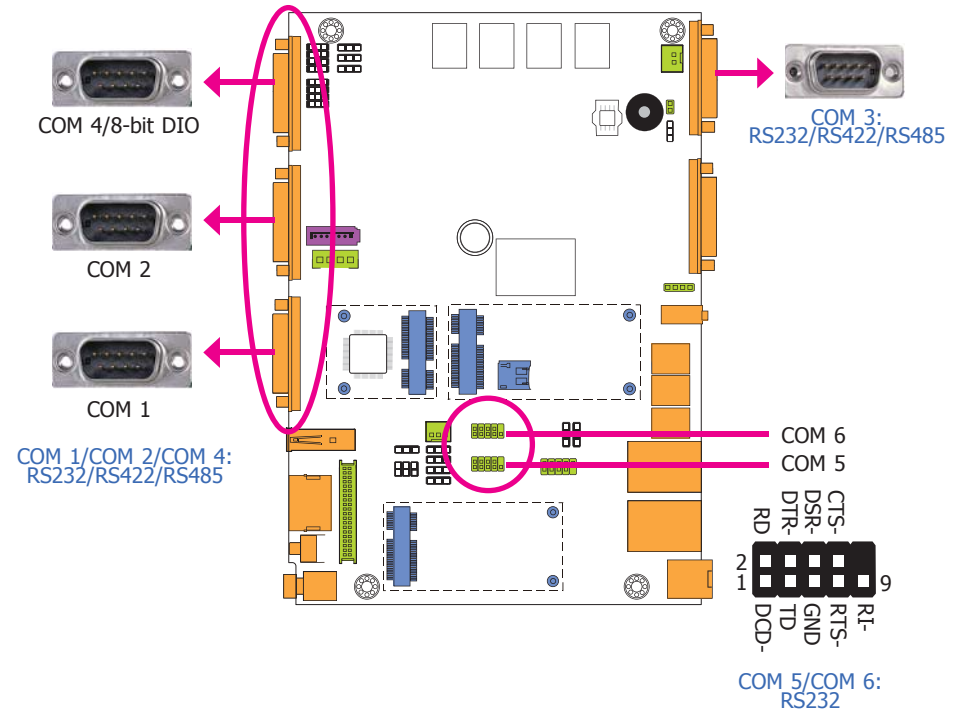 COM 4/8-bit DIO
COM 2
COM 1
COM 1/COM 2/COM 4:
RS232/RS422/RS485
COM 3:
RS232/RS422/RS485
COM 6
COM 5
RD
DTR-
DSR-
CTS-
2
1
9
DCD-
TD
GND
RTS-
RI-
COM 5/COM 6:
RS232